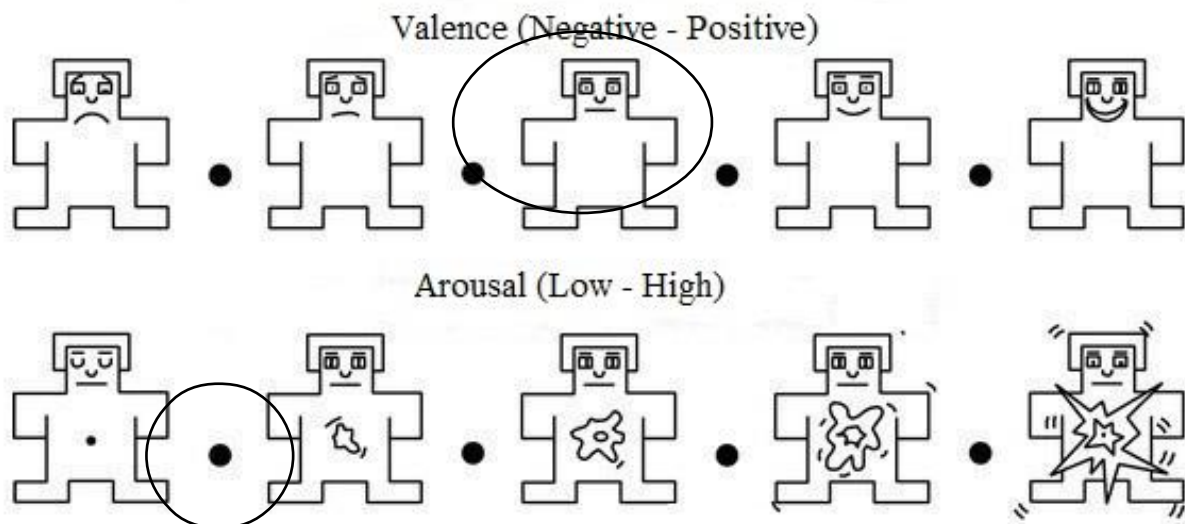 Valence (Negative - Positive)
Arousal (Low - High)